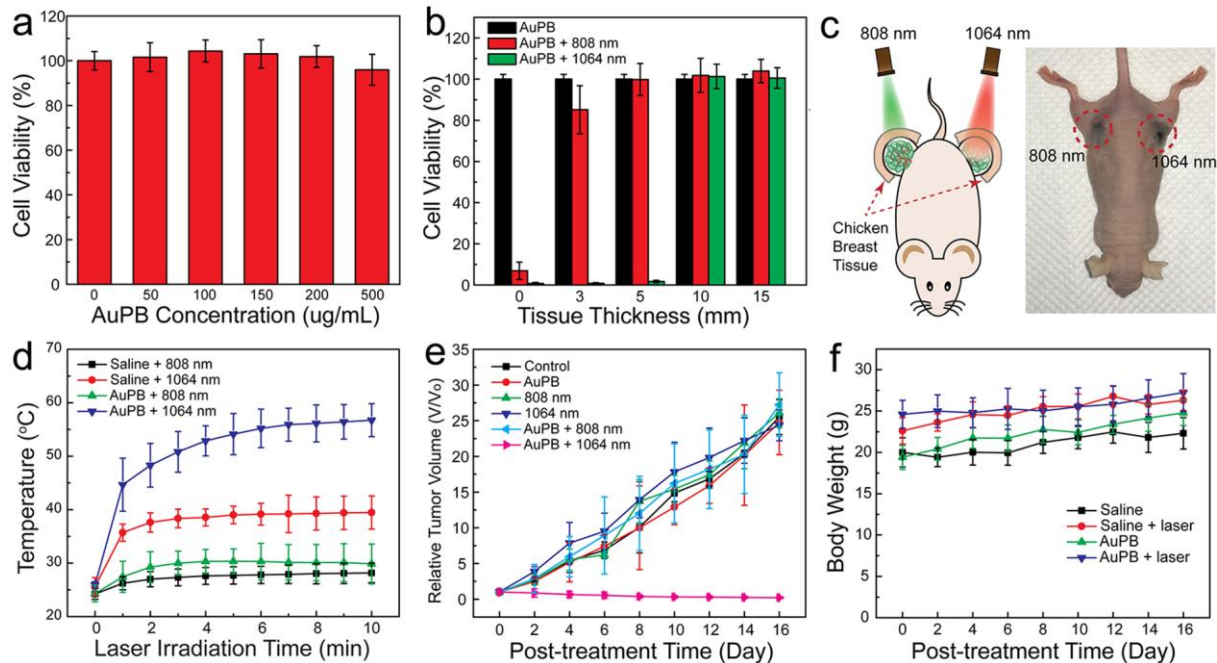 a
Cell Viability (%)
120
100
80
60
40
20
0
0 50 100 150 200 500
AuPB Concentration (ug/mL)
b
Cell Viability (%)
AuPB
AuPB + 808 nm
AuPB + 1064 nm
120
100
80
60
40
20
0
0 3 5 10 15
Tissue Thickness (mm)
c
808 nm 1064 nm
Chicken
Breast
Tissue
808 nm
1064 nm
d
Temperature (°C)
Saline + 808 nm
Saline + 1064 nm
AuPB + 808 nm
AuPB + 1064 nm
70
60
50
40
30
20
0 2 4 6 8 10
Laser Irradiation Time (min)
e
Relative Tumor Volume (V/V₀)
Control
AuPB
808 nm
1064 nm
AuPB + 808 nm
AuPB + 1064 nm
35
30
25
20
15
10
5
0
0 2 4 6 8 10 12 14 16
Post-treatment Time (Day)
f
Body Weight (g)
30
25
20
15
10
5
0
Saline
Saline + laser
AuPB
AuPB + laser
0 2 4 6 8 10 12 14 16
Post-treatment Time (Day)